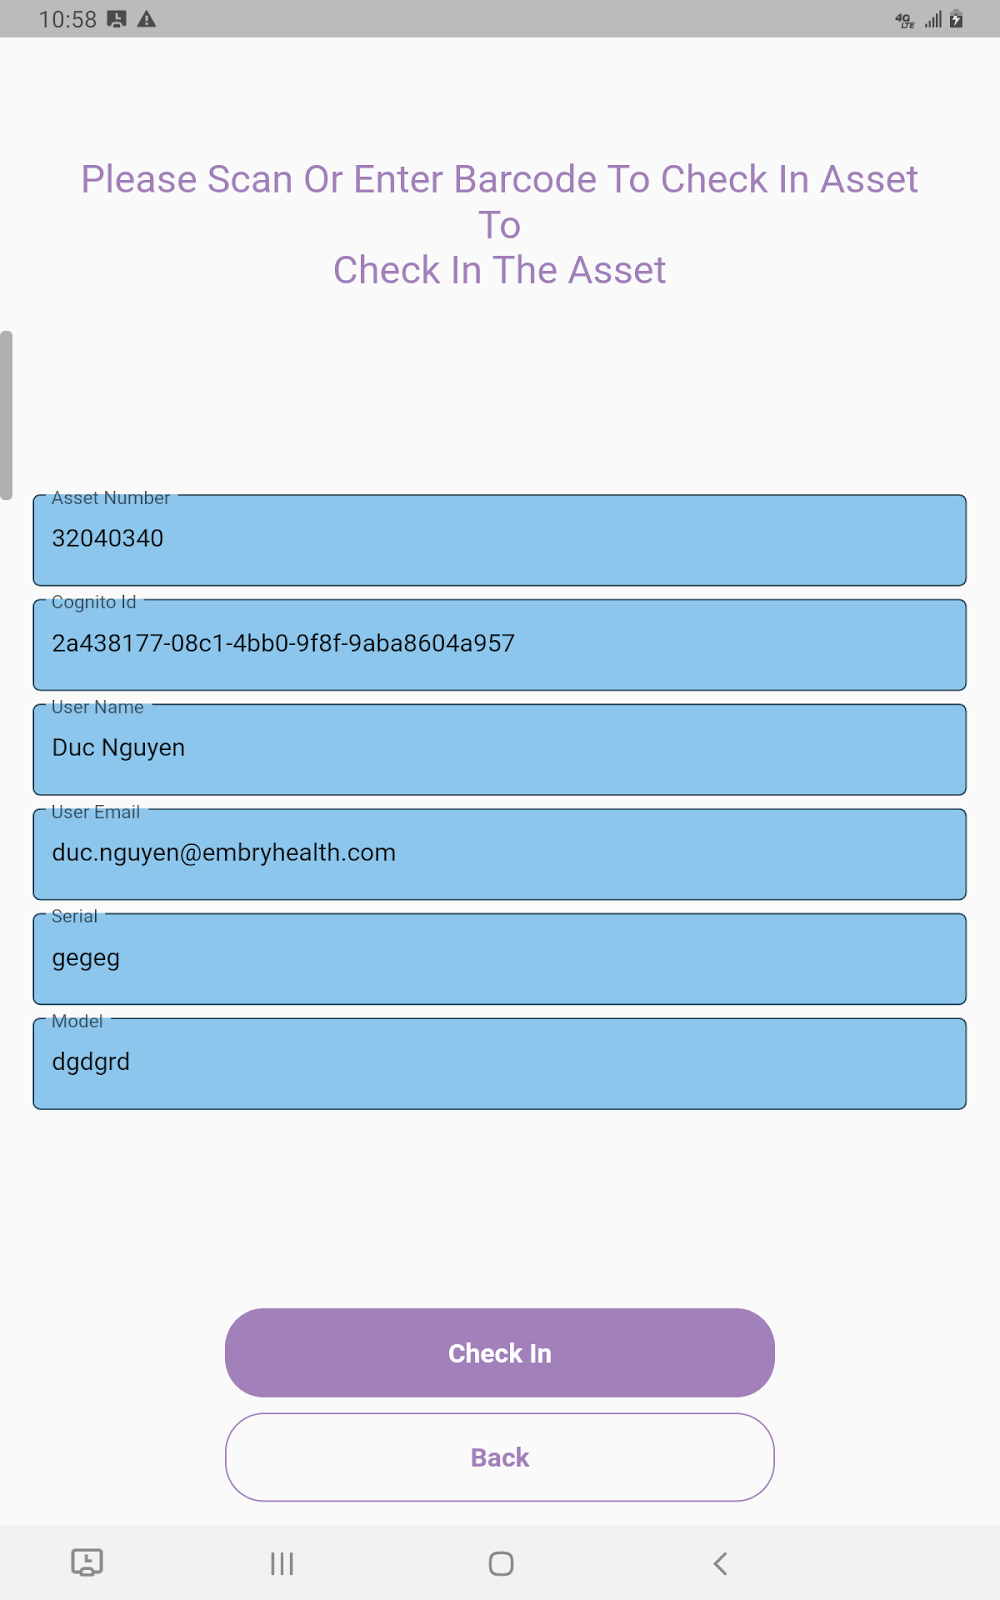 10:58
4G
LTE
Please Scan Or Enter Barcode To Check In Asset
To
Check In The Asset
Asset Number
32040340
Cognito Id
2a438177-08c1-4bb0-9f8f-9aba8604a957
User Name
Duc Nguyen
User Email
duc.nguyen@embryhealth.com
Serial
gegeg
Model
dgdgrd
Check In
Back